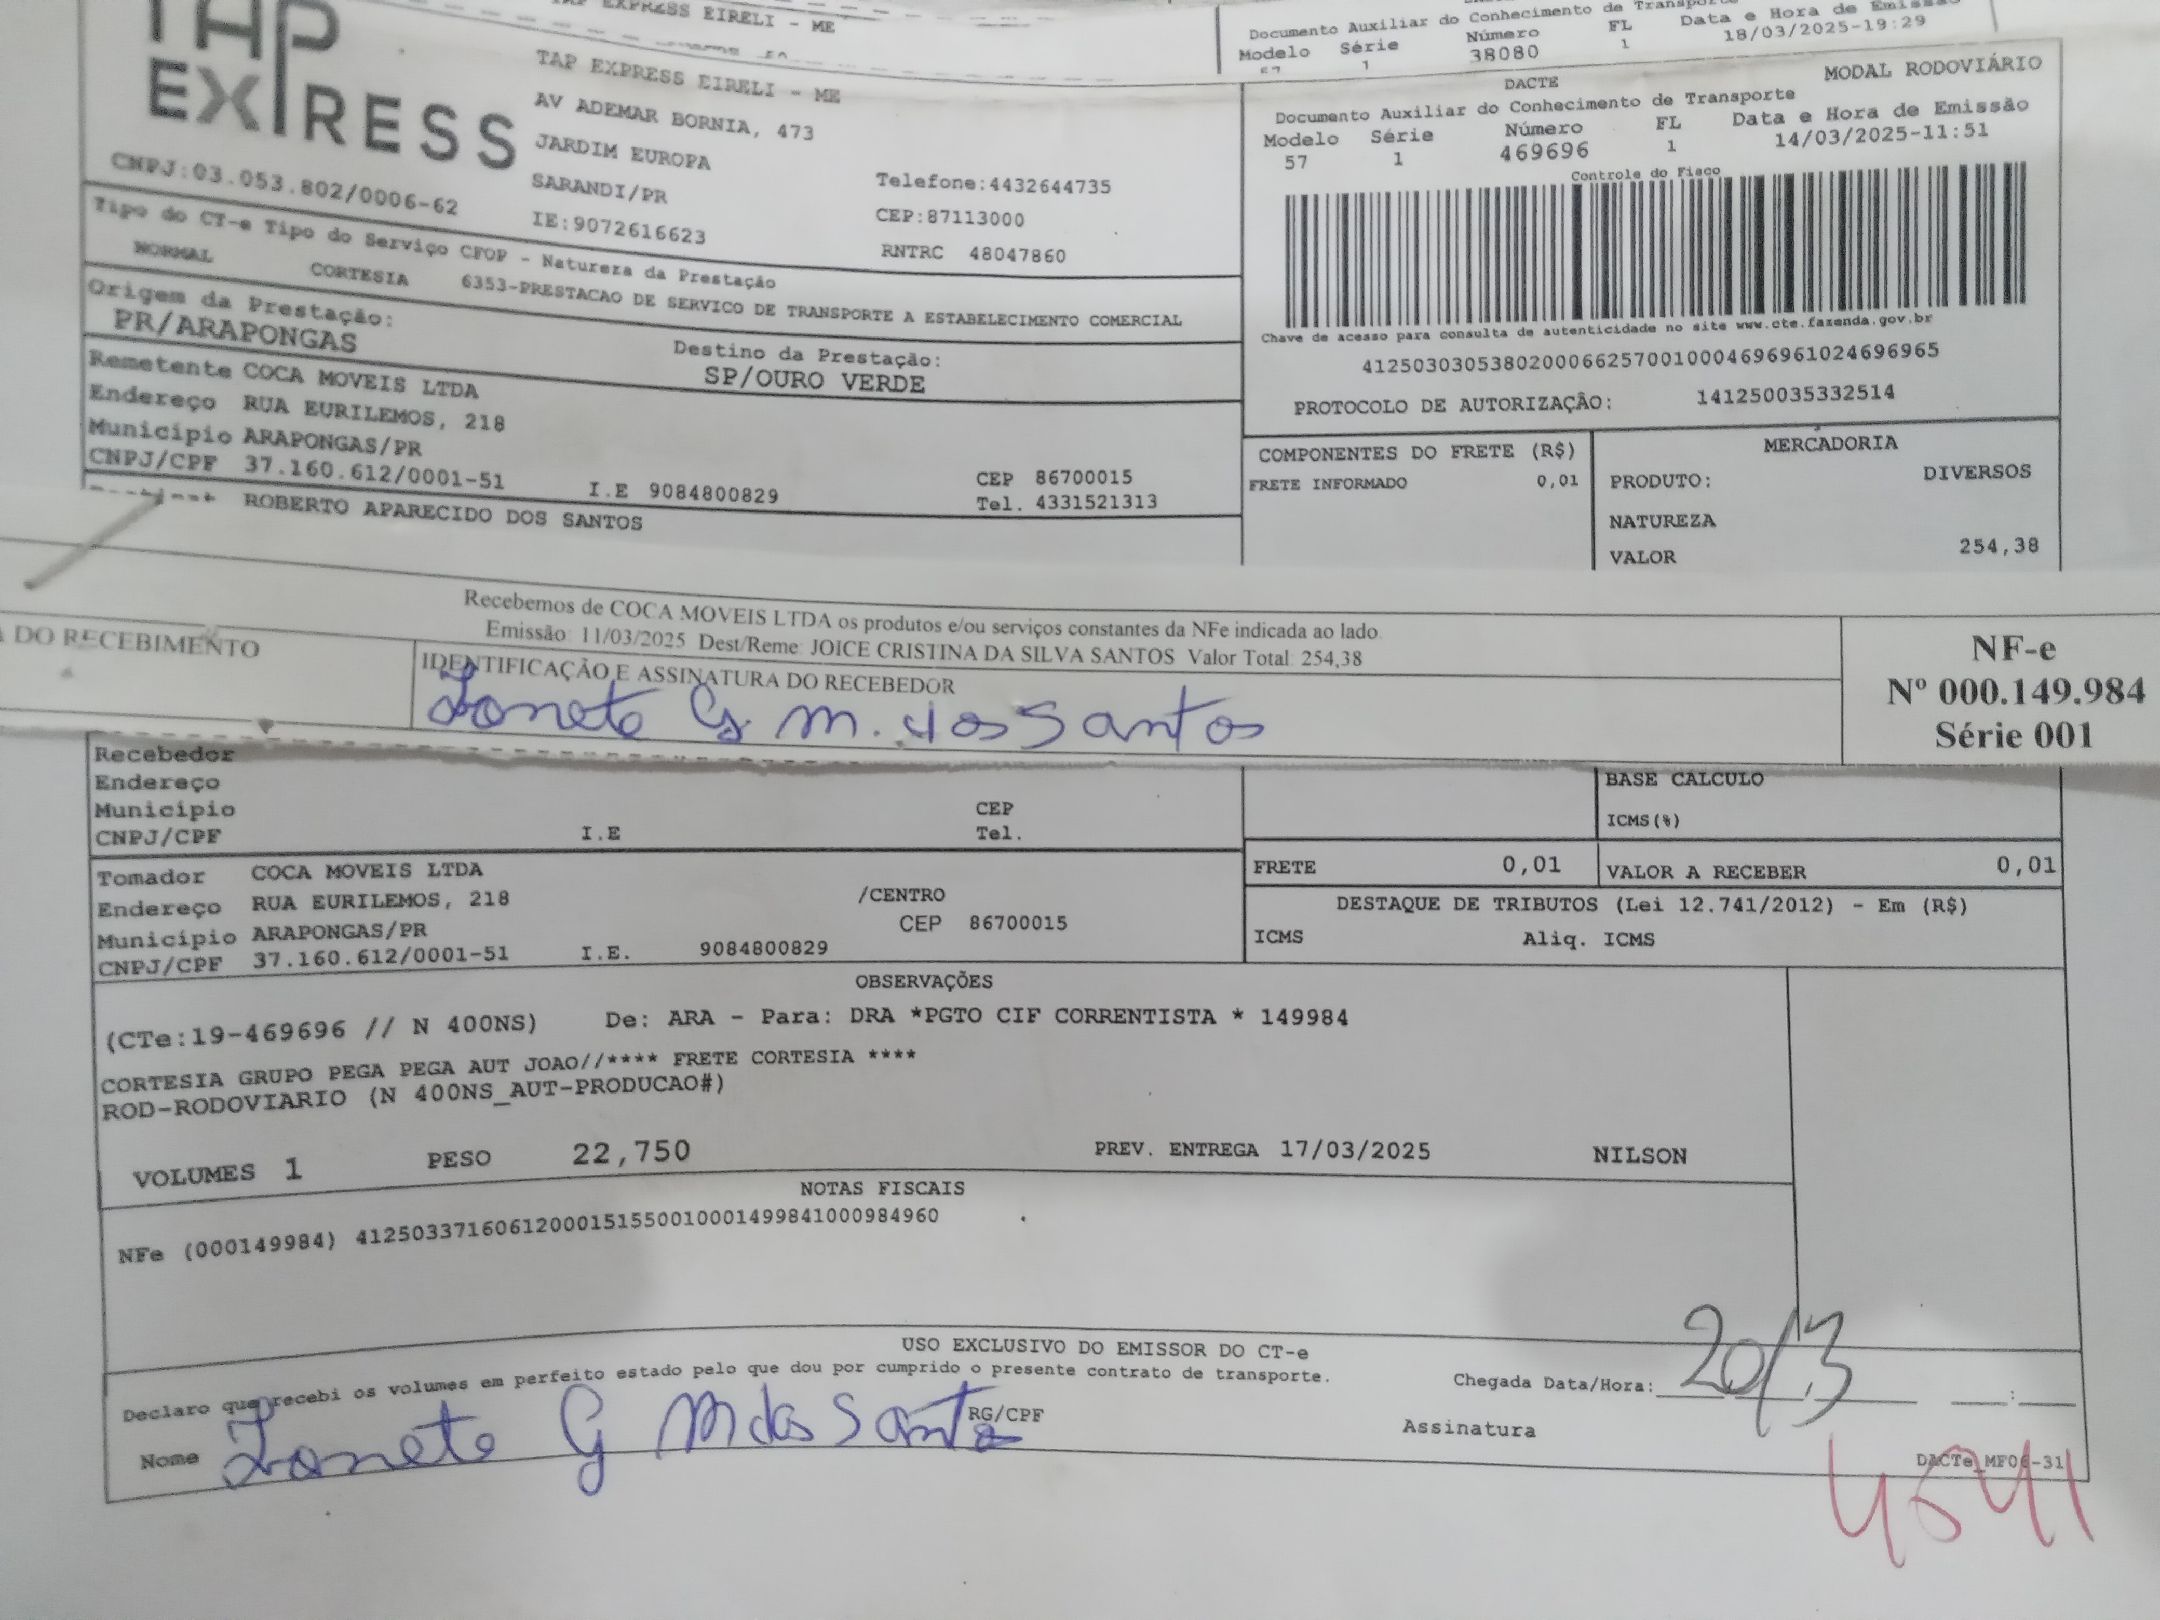 TAP EXPRESS EIRELI - ME
Documento Auxiliar do Conhecimento de Transporte
Modelo Série Número FL Data e Hora de Emissão
1 38080 1 18/03/2025-19:29
TAP
EXPRESS
TAP EXPRESS EIRELI - ME
AV ADEMAR BORNIA, 473
JARDIM EUROPA
SARANDI/PR
IE:9072616623
Telefone:4432644735
CEP:87113000
RNTRC 48047860
CNPJ:03.053.802/0006-62
DACTE MODAL RODOVIÁRIO
Documento Auxiliar do Conhecimento de Transporte
Modelo Série Número FL Data e Hora de Emissão
57 1 469696 1 14/03/2025-11:51
Controle do Fisco
Chave de acesso para consulta de autenticidade no site www.cte.fazenda.gov.br
41250303053802000662570010004696961024696965
PROTOCOLO DE AUTORIZAÇÃO: 141250035332514
Tipo do CT-e Tipo do Serviço CFOP - Natureza da Prestação
NORMAL CORTESIA 6353-PRESTACAO DE SERVICO DE TRANSPORTE A ESTABELECIMENTO COMERCIAL
Origem da Prestação: Destino da Prestação:
PR/ARAPONGAS SP/OURO VERDE
Remetente COCA MOVEIS LTDA
Endereço RUA EURILEMOS, 218
Município ARAPONGAS/PR CEP 86700015
CNPJ/CPF 37.160.612/0001-51 I.E 9084800829 Tel. 4331521313
ROBERTO APARECIDO DOS SANTOS
COMPONENTES DO FRETE (R$)
FRETE INFORMADO 0,01
MERCADORIA
PRODUTO: DIVERSOS
NATUREZA
VALOR 254,38
Recebemos de COCA MOVEIS LTDA os produtos e/ou serviços constantes da NFe indicada ao lado.
Emissão: 11/03/2025 Dest/Reme: JOICE CRISTINA DA SILVA SANTOS Valor Total: 254,38
DO RECEBIMENTO
IDENTIFICAÇÃO E ASSINATURA DO RECEBEDOR
Zonete G m. dos Santos
NF-e
Nº 000.149.984
Série 001
Recebedor
Endereço
Município CEP
CNPJ/CPF I.E Tel.
BASE CALCULO
ICMS(%)
Tomador COCA MOVEIS LTDA
Endereço RUA EURILEMOS, 218 /CENTRO
Município ARAPONGAS/PR CEP 86700015
CNPJ/CPF 37.160.612/0001-51 I.E. 9084800829
FRETE 0,01 VALOR A RECEBER 0,01
DESTAQUE DE TRIBUTOS (Lei 12.741/2012) - Em (R$)
ICMS Aliq. ICMS
OBSERVAÇÕES
(CTe:19-469696 // N 400NS) De: ARA - Para: DRA *PGTO CIF CORRENTISTA * 149984
CORTESIA GRUPO PEGA PEGA AUT JOAO//**** FRETE CORTESIA ****
ROD-RODOVIARIO (N 400NS_AUT-PRODUCAO#)
VOLUMES 1 PESO 22,750 PREV. ENTREGA 17/03/2025 NILSON
NOTAS FISCAIS
NFe (000149984) 41250337160612000151550010001499841000984960
USO EXCLUSIVO DO EMISSOR DO CT-e
Declaro que recebi os volumes em perfeito estado pelo que dou por cumprido o presente contrato de transporte.
Chegada Data/Hora: 20/3 :
Nome Zonete G M dos Santos RG/CPF Assinatura
DACTe_MF06-31